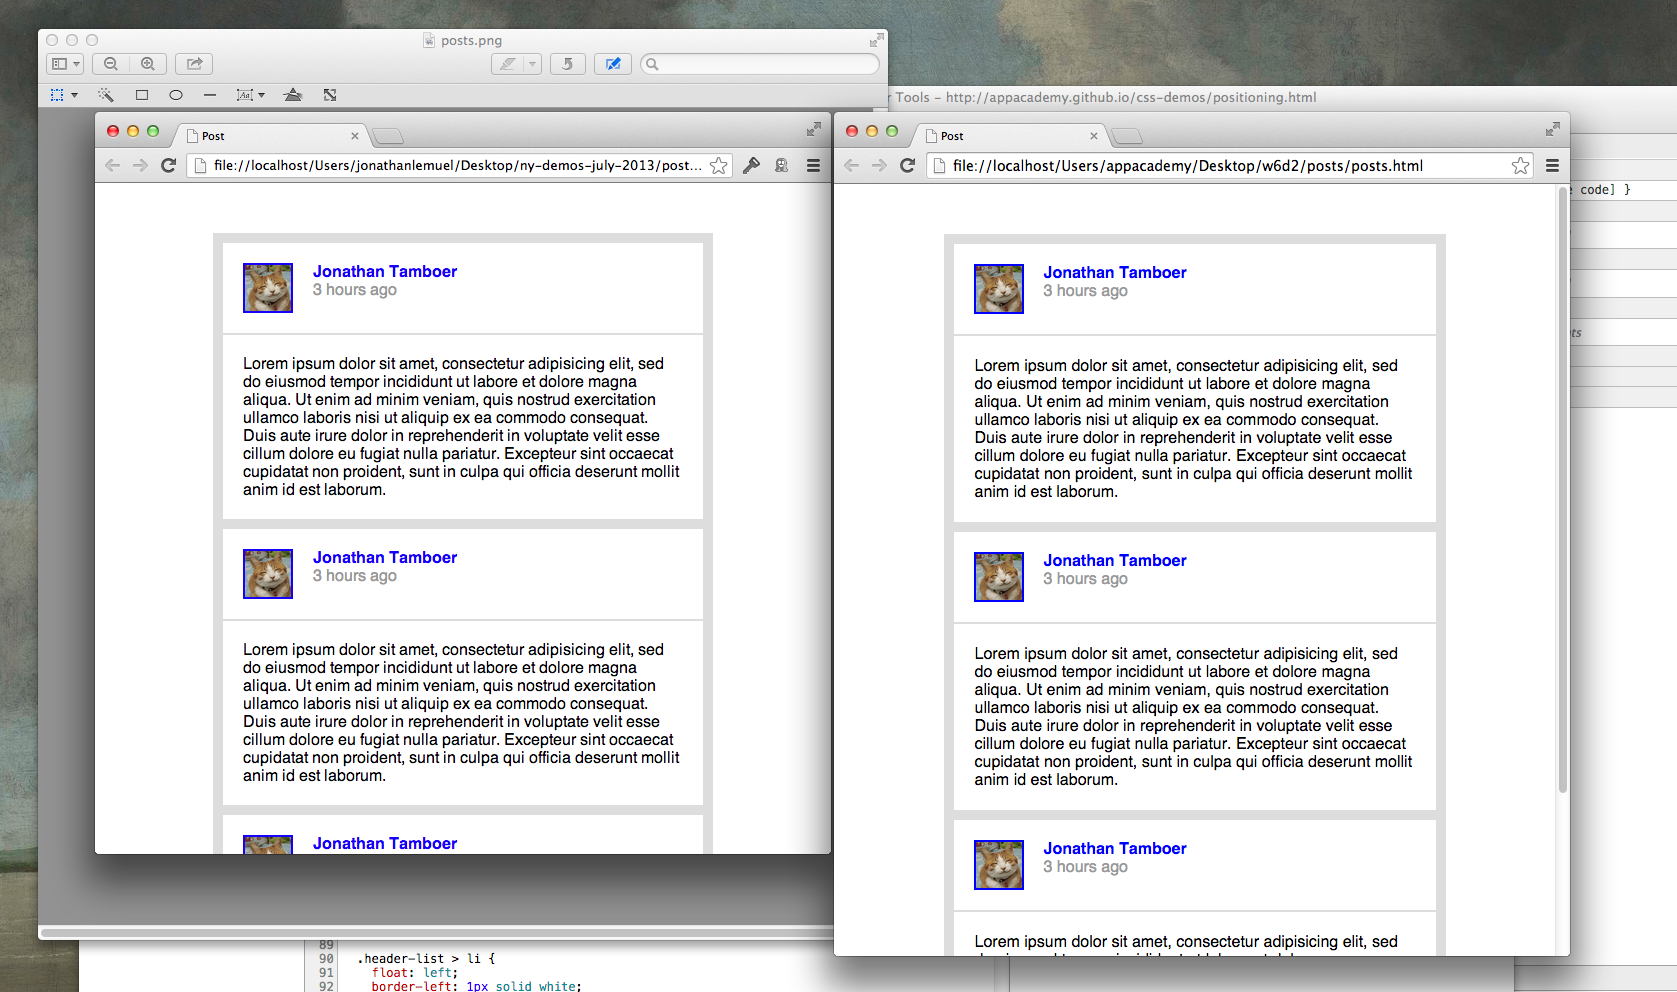 posts.png
r Tools - http://appacademy.github.io/css-demos/positioning.html
Post
file://localhost/Users/jonathanlemuel/Desktop/ny-demos-july-2013/post...
Jonathan Tamboer
3 hours ago
Lorem ipsum dolor sit amet, consectetur adipisicing elit, sed
do eiusmod tempor incididunt ut labore et dolore magna
aliqua. Ut enim ad minim veniam, quis nostrud exercitation
ullamco laboris nisi ut aliquip ex ea commodo consequat.
Duis aute irure dolor in reprehenderit in voluptate velit esse
cillum dolore eu fugiat nulla pariatur. Excepteur sint occaecat
cupidatat non proident, sunt in culpa qui officia deserunt mollit
anim id est laborum.
Jonathan Tamboer
3 hours ago
Lorem ipsum dolor sit amet, consectetur adipisicing elit, sed
do eiusmod tempor incididunt ut labore et dolore magna
aliqua. Ut enim ad minim veniam, quis nostrud exercitation
ullamco laboris nisi ut aliquip ex ea commodo consequat.
Duis aute irure dolor in reprehenderit in voluptate velit esse
cillum dolore eu fugiat nulla pariatur. Excepteur sint occaecat
cupidatat non proident, sunt in culpa qui officia deserunt mollit
anim id est laborum.
Jonathan Tamboer
Post
file://localhost/Users/appacademy/Desktop/w6d2/posts/posts.html
Jonathan Tamboer
3 hours ago
Lorem ipsum dolor sit amet, consectetur adipisicing elit, sed
do eiusmod tempor incididunt ut labore et dolore magna
aliqua. Ut enim ad minim veniam, quis nostrud exercitation
ullamco laboris nisi ut aliquip ex ea commodo consequat.
Duis aute irure dolor in reprehenderit in voluptate velit esse
cillum dolore eu fugiat nulla pariatur. Excepteur sint occaecat
cupidatat non proident, sunt in culpa qui officia deserunt mollit
anim id est laborum.
Jonathan Tamboer
3 hours ago
Lorem ipsum dolor sit amet, consectetur adipisicing elit, sed
do eiusmod tempor incididunt ut labore et dolore magna
aliqua. Ut enim ad minim veniam, quis nostrud exercitation
ullamco laboris nisi ut aliquip ex ea commodo consequat.
Duis aute irure dolor in reprehenderit in voluptate velit esse
cillum dolore eu fugiat nulla pariatur. Excepteur sint occaecat
cupidatat non proident, sunt in culpa qui officia deserunt mollit
anim id est laborum.
Jonathan Tamboer
3 hours ago
Lorem ipsum dolor sit amet, consectetur adipisicing elit, sed
code] }
nts
89
90 .header-list > li {
91 float: left;
92 border-left: 1px solid white;